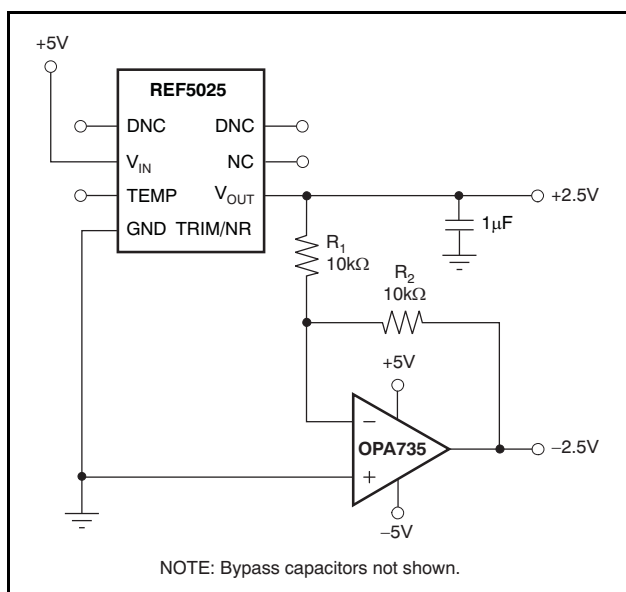 +5V
REF5025
DNC DNC
V_IN NC
TEMP V_OUT
GND TRIM/NR
+2.5V
1μF
R_1
10kΩ
R_2
10kΩ
+5V
−
OPA735
+
−2.5V
−5V
NOTE: Bypass capacitors not shown.